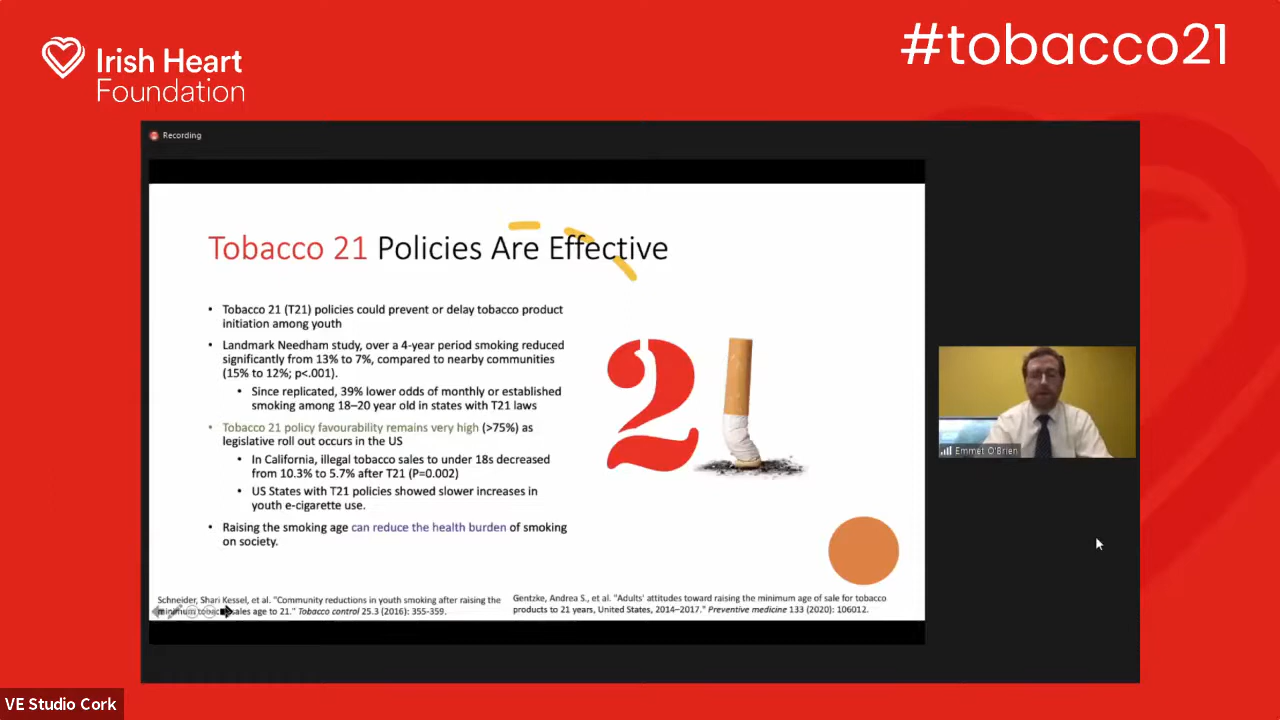 Irish Heart
Foundation
#tobacco21
Recording
Tobacco 21 Policies Are Effective
• Tobacco 21 (T21) policies could prevent or delay tobacco product
initiation among youth
• Landmark Needham study, over a 4-year period smoking reduced
significantly from 13% to 7%, compared to nearby communities
(15% to 12%; p<.001).
• Since replicated, 39% lower odds of monthly or established
smoking among 18–20 year old in states with T21 laws
• Tobacco 21 policy favourability remains very high (>75%) as
legislative roll out occurs in the US
• In California, illegal tobacco sales to under 18s decreased
from 10.3% to 5.7% after T21 (P=0.002)
• US States with T21 policies showed slower increases in
youth e-cigarette use.
• Raising the smoking age can reduce the health burden of smoking
on society.
2
Emmet O'Brien
Schneider, Shari Kessel, et al. "Community reductions in youth smoking after raising the
minimum tobacco sales age to 21." Tobacco control 25.3 (2016): 355-359.
Gentzke, Andrea S., et al. "Adults' attitudes toward raising the minimum age of sale for tobacco
products to 21 years, United States, 2014–2017." Preventive medicine 133 (2020): 106012.
VE Studio Cork